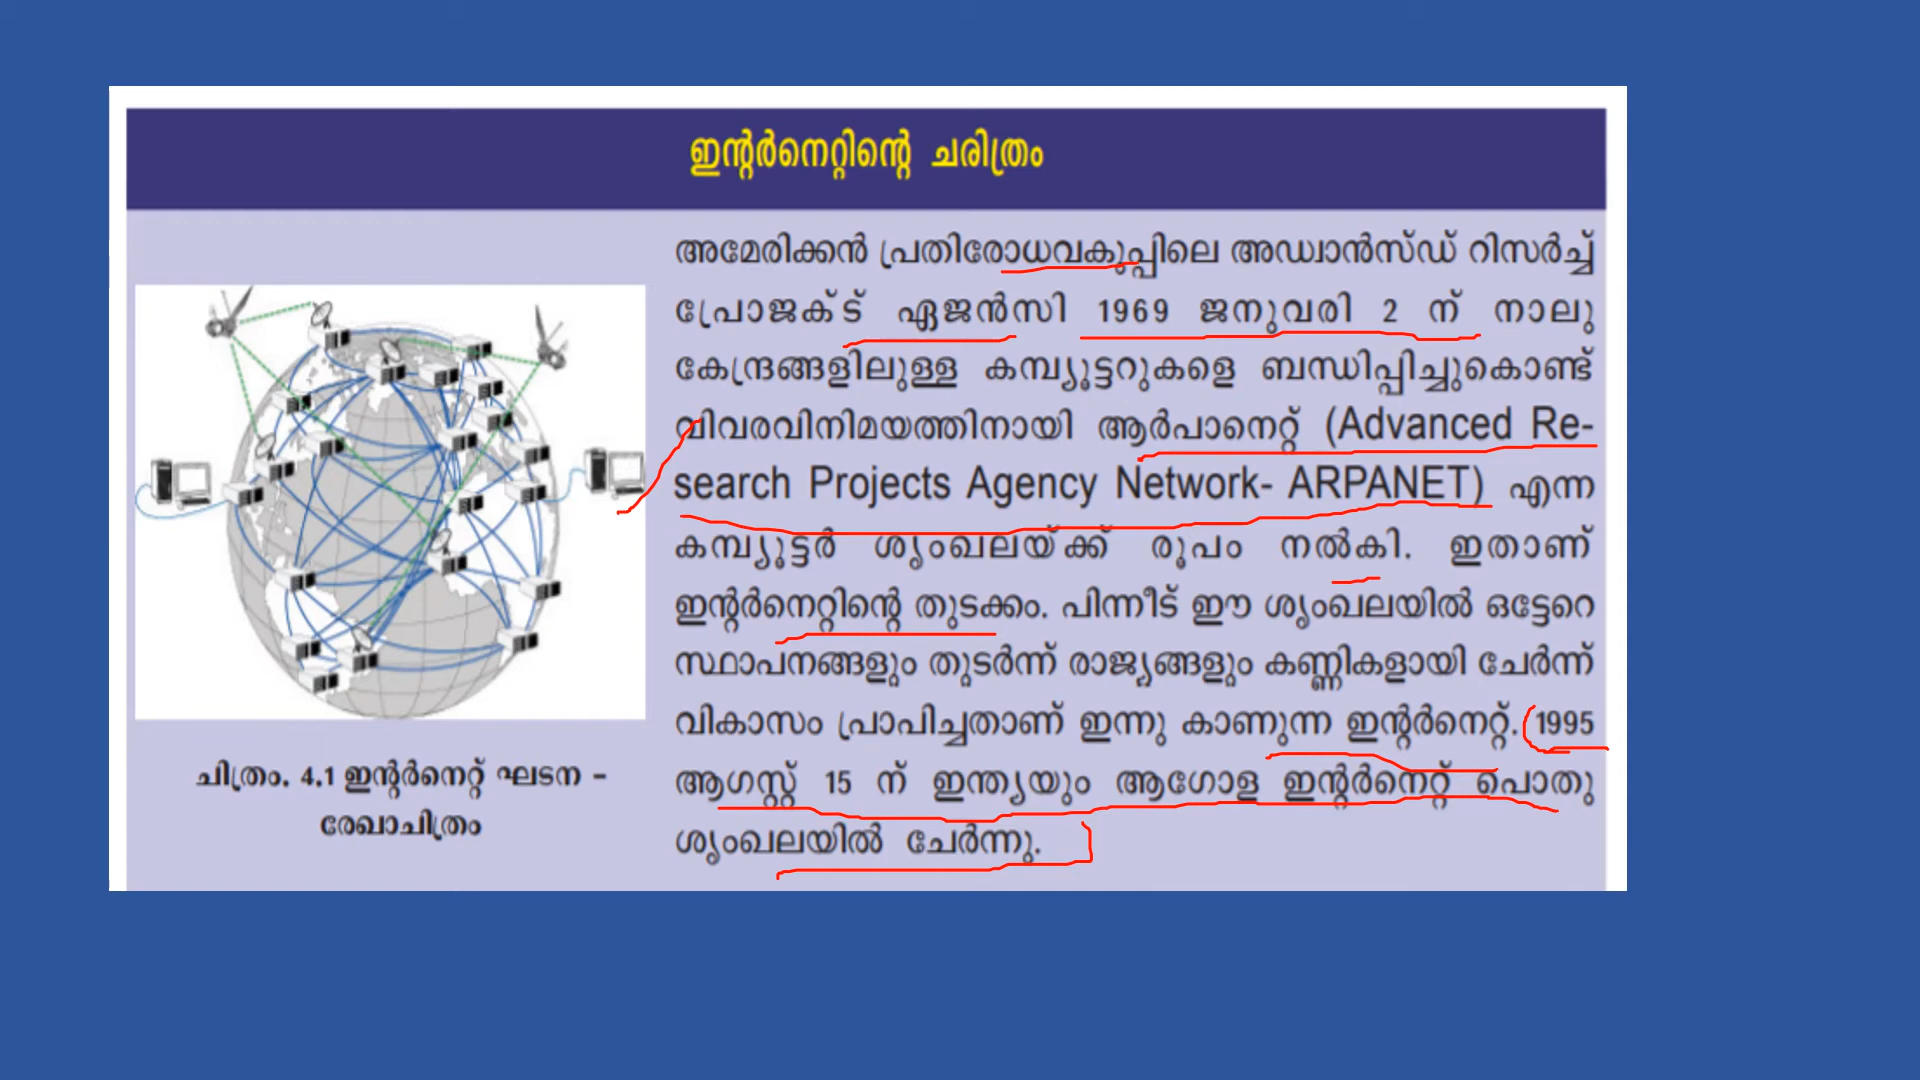 ഇന്റർനെറ്റിന്റെ ചരിത്രം
അമേരിക്കൻ പ്രതിരോധവകുപ്പിലെ അഡ്വാൻസ്ഡ് റിസർച്ച്
പ്രോജക്ട് ഏജൻസി 1969 ജനുവരി 2 ന് നാലു
കേന്ദ്രങ്ങളിലുള്ള കമ്പ്യൂട്ടറുകളെ ബന്ധിപ്പിച്ചുകൊണ്ട്
വിവരവിനിമയത്തിനായി ആർപാനെറ്റ് (Advanced Re-
search Projects Agency Network- ARPANET) എന്ന
കമ്പ്യൂട്ടർ ശൃംഖലയ്ക്ക് രൂപം നൽകി. ഇതാണ്
ഇന്റർനെറ്റിന്റെ തുടക്കം. പിന്നീട് ഈ ശൃംഖലയിൽ ഒട്ടേറെ
സ്ഥാപനങ്ങളും തുടർന്ന് രാജ്യങ്ങളും കണ്ണികളായി ചേർന്ന്
വികാസം പ്രാപിച്ചതാണ് ഇന്നു കാണുന്ന ഇന്റർനെറ്റ്. 1995
ആഗസ്റ്റ് 15 ന് ഇന്ത്യയും ആഗോള ഇന്റർനെറ്റ് പൊതു
ശൃംഖലയിൽ ചേർന്നു.
ചിത്രം. 4.1 ഇന്റർനെറ്റ് ഘടന –
രേഖാചിത്രം